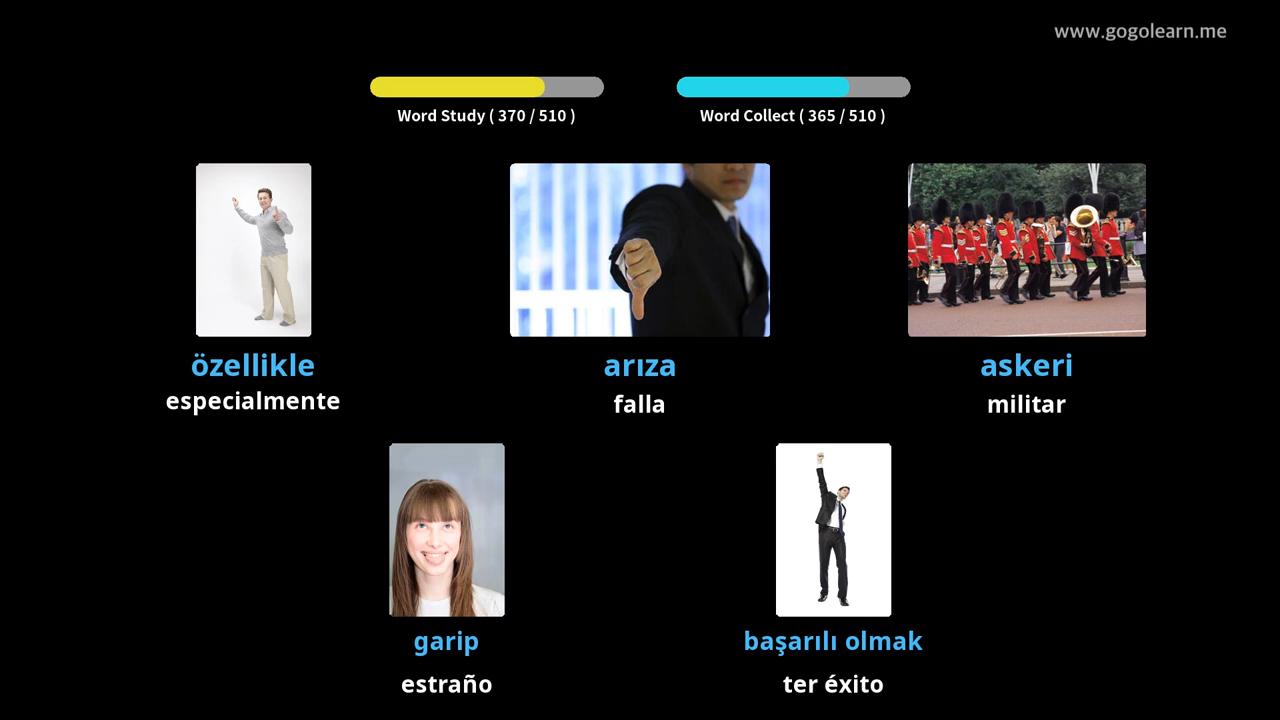 www.gogolearn.me
Word Study ( 370 / 510 )
Word Collect ( 365 / 510 )
özellikle
especialmente
arıza
falla
askeri
militar
garip
estraño
başarılı olmak
ter éxito